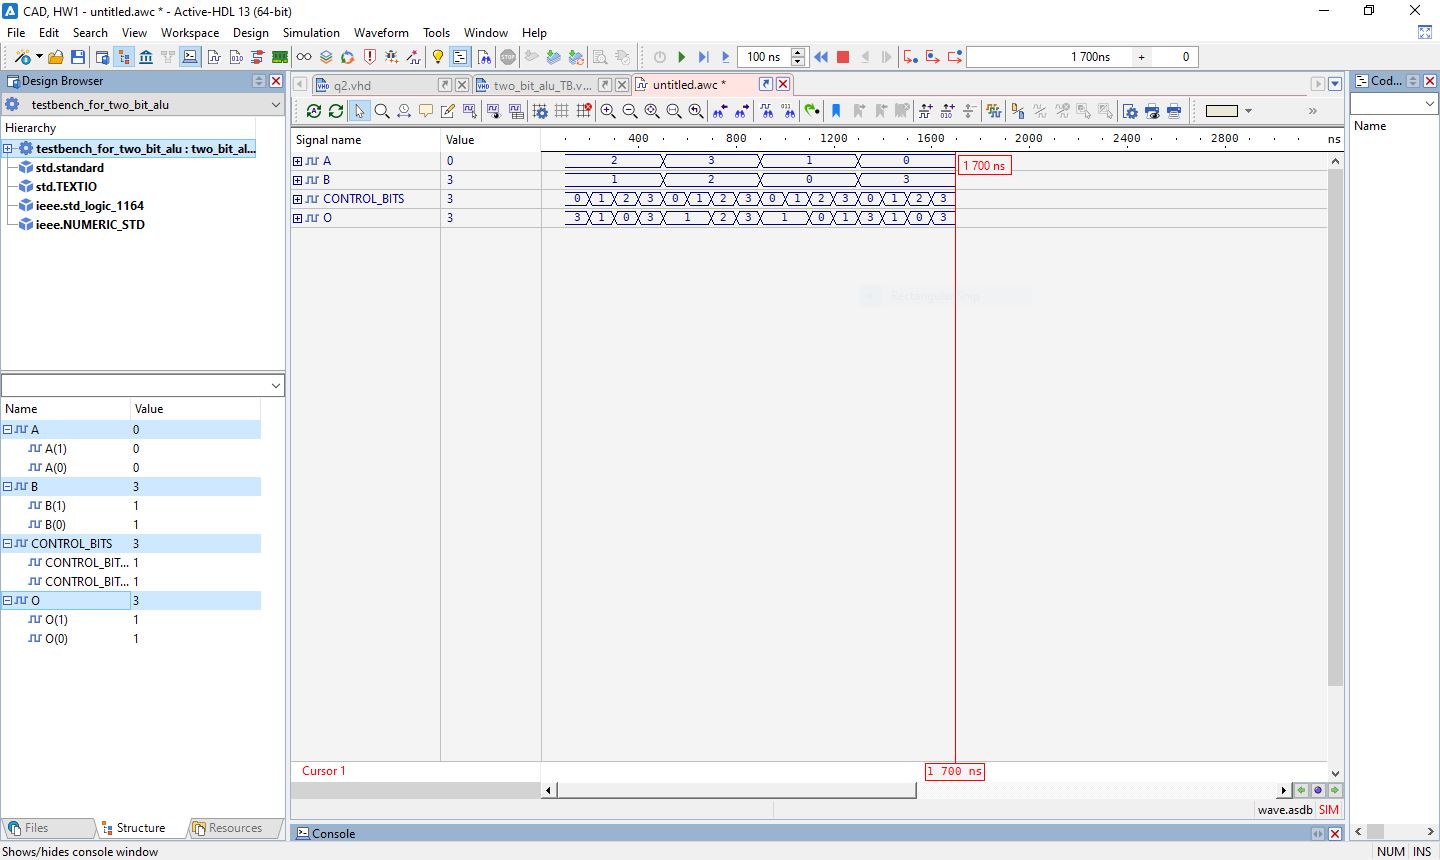 CAD, HW1 - untitled.awc * - Active-HDL 13 (64-bit)
File Edit Search View Workspace Design Simulation Waveform Tools Window Help
100 ns 1 700ns + 0
Design Browser
testbench_for_two_bit_alu
Hierarchy
testbench_for_two_bit_alu : two_bit_al...
std.standard
std.TEXTIO
ieee.std_logic_1164
ieee.NUMERIC_STD
Name Value
A 0
A(1) 0
A(0) 0
B 3
B(1) 1
B(0) 1
CONTROL_BITS 3
CONTROL_BIT... 1
CONTROL_BIT... 1
O 3
O(1) 1
O(0) 1
Files Structure Resources
q2.vhd two_bit_alu_TB.v... untitled.awc *
Signal name Value 400 800 1200 1600 2000 2400 2800 ns
A 0 2 3 1 0
1 700 ns
B 3 1 2 0 3
CONTROL_BITS 3 0 1 2 3 0 1 2 3 0 1 2 3 0 1 2 3
O 3 3 1 0 3 1 2 3 1 0 1 3 1 0 3
Rectangular Snip
Cursor 1 1 700 ns
wave.asdb SIM
Console
Cod...
Name
Shows/hides console window NUM INS